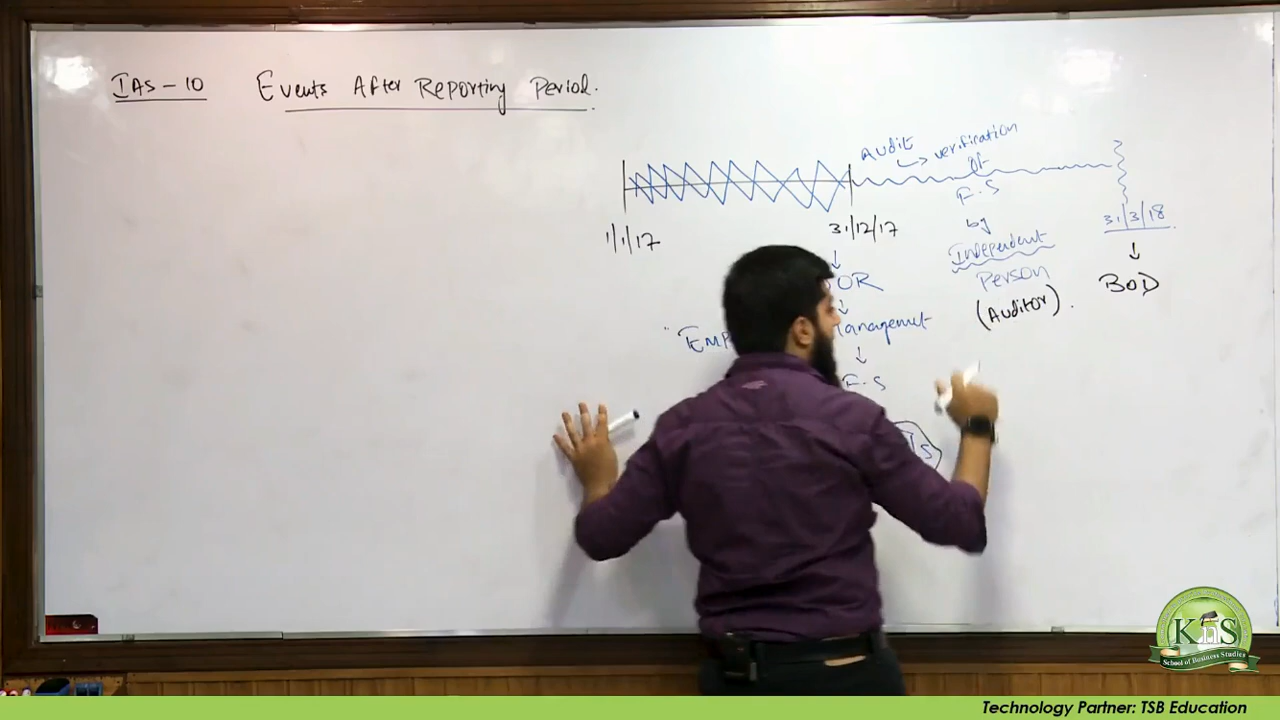 IAS-10 Events After Reporting Period.
Audit
↳ verification
of
F.S
by
Independent
Person
(Auditor).
1/1/17
31/12/17
31/3/18
↓
BOD
↓
↓
Management
↓
F.S
KnS
School of Business Studies
Technology Partner: TSB Education